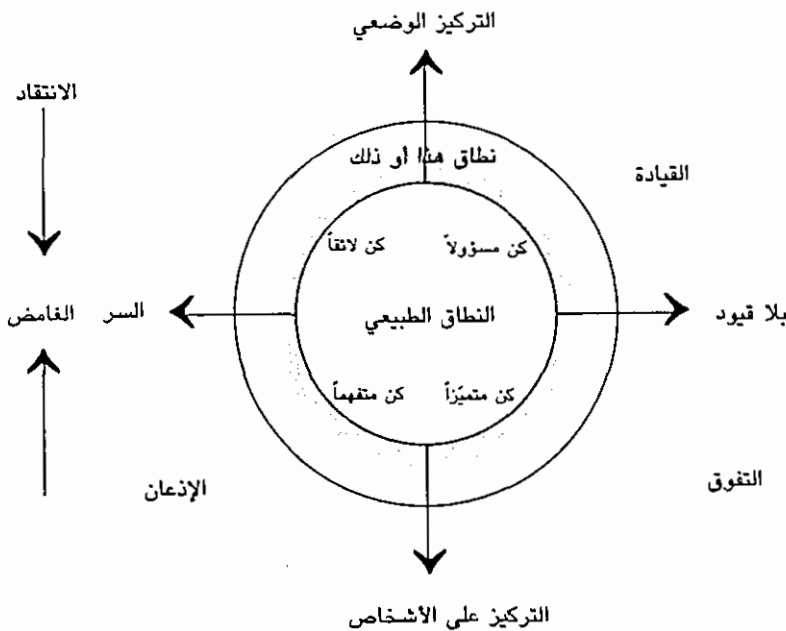 التركيز الوضعي
الانتقاد
نطاق هذا أو ذلك
القيادة
كن مسؤولاً
كن لائقاً
بلا قيود
النطاق الطبيعي
السر الغامض
كن متميّزاً
كن متفهماً
التفوق
الإذعان
التركيز على الأشخاص